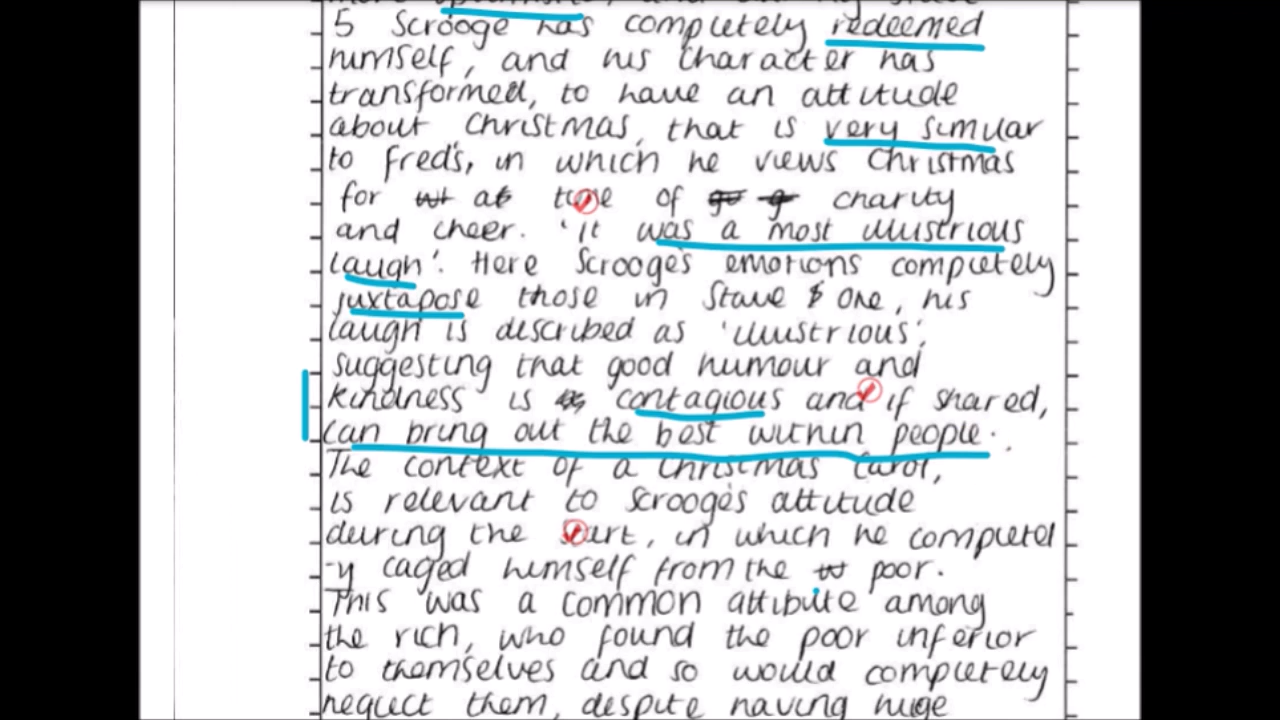 5 Scrooge has completely redeemed
himself, and his character has
transformed, to have an attitude
about Christmas, that is very similar
to Fred's, in which he views Christmas
for at of charity
and cheer. 'it was a most illustrious
laugh'. Here Scrooge's emotions completely
juxtapose those in Stave One, his
laugh is described as 'illustrious',
suggesting that good humour and
kindness is contagious and if shared,
can bring out the best within people.
The context of a Christmas Carol,
is relevant to Scrooge's attitude
during the start, in which he completel
-y caged himself from the poor.
This was a common attibute among
the rich, who found the poor inferior
to themselves and so would completely
neglect them, despite having huge